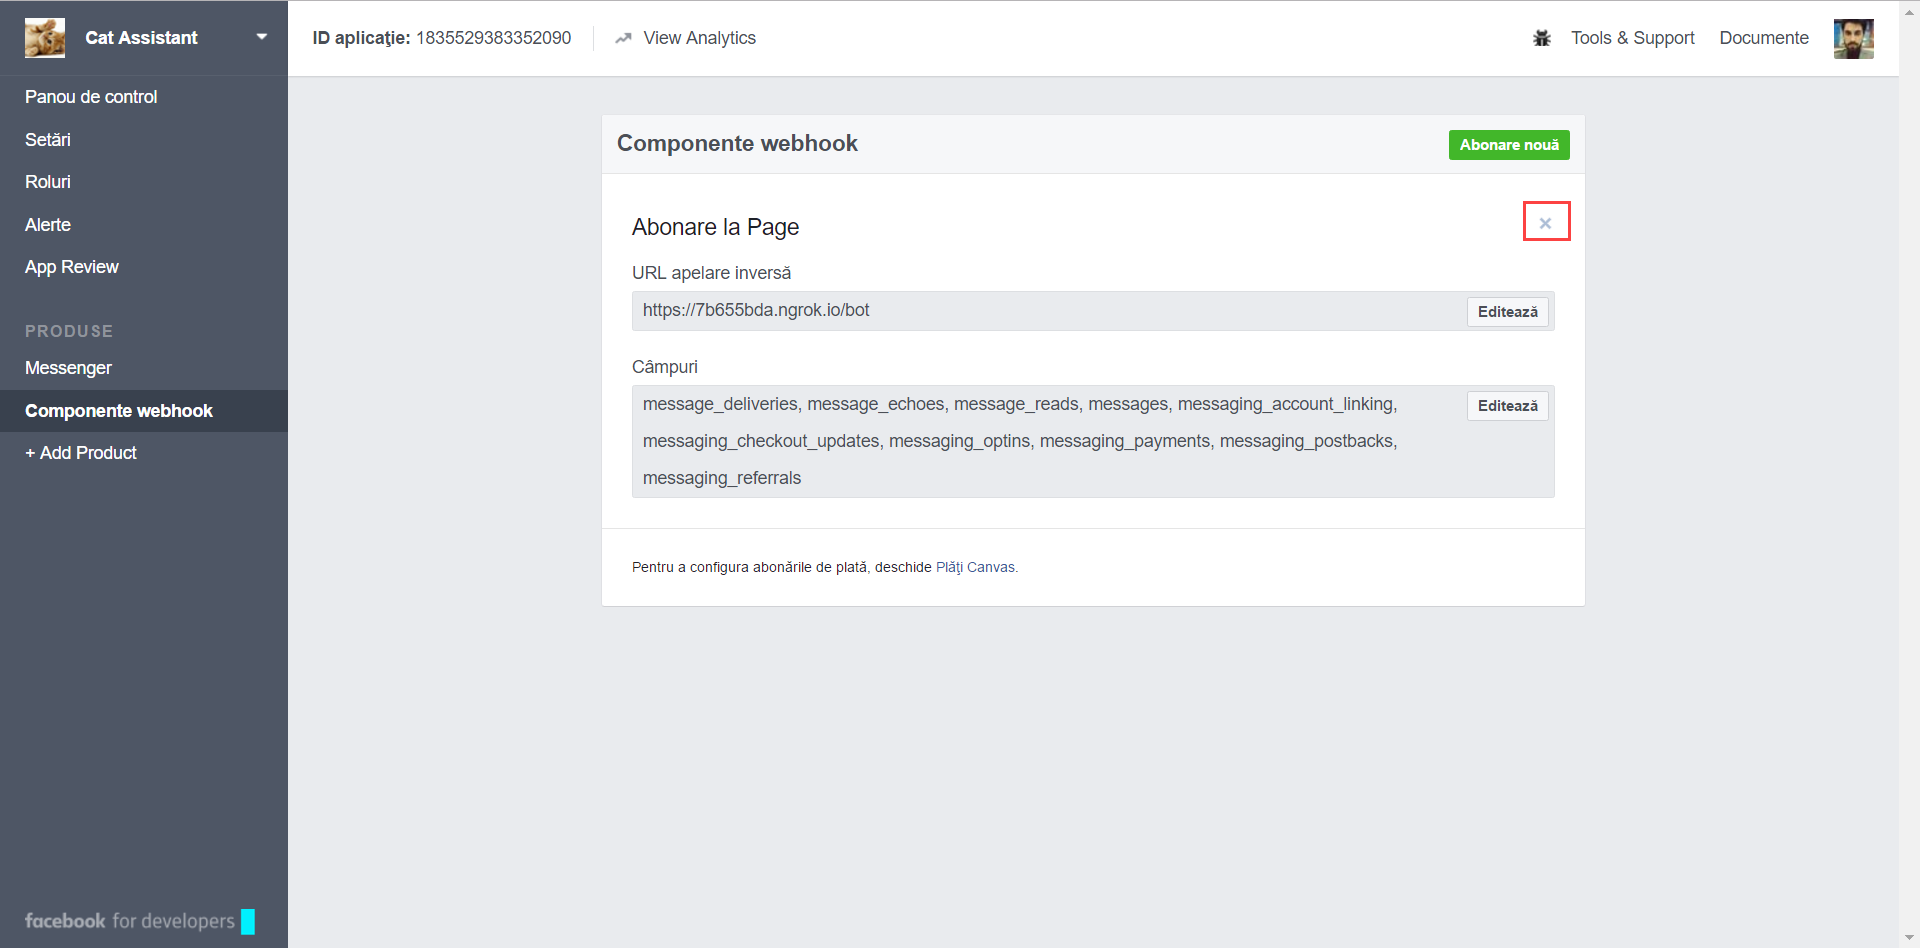 Cat Assistant
ID aplicaţie: 1835529383352090
View Analytics
Tools & Support
Documente
Panou de control
Setări
Roluri
Alerte
App Review
PRODUSE
Messenger
Componente webhook
+ Add Product
facebook for developers
Componente webhook
Abonare nouă
Abonare la Page
URL apelare inversă
https://7b655bda.ngrok.io/bot
Editează
Câmpuri
message_deliveries, message_echoes, message_reads, messages, messaging_account_linking,
Editează
messaging_checkout_updates, messaging_optins, messaging_payments, messaging_postbacks,
messaging_referrals
Pentru a configura abonările de plată, deschide Plăţi Canvas.